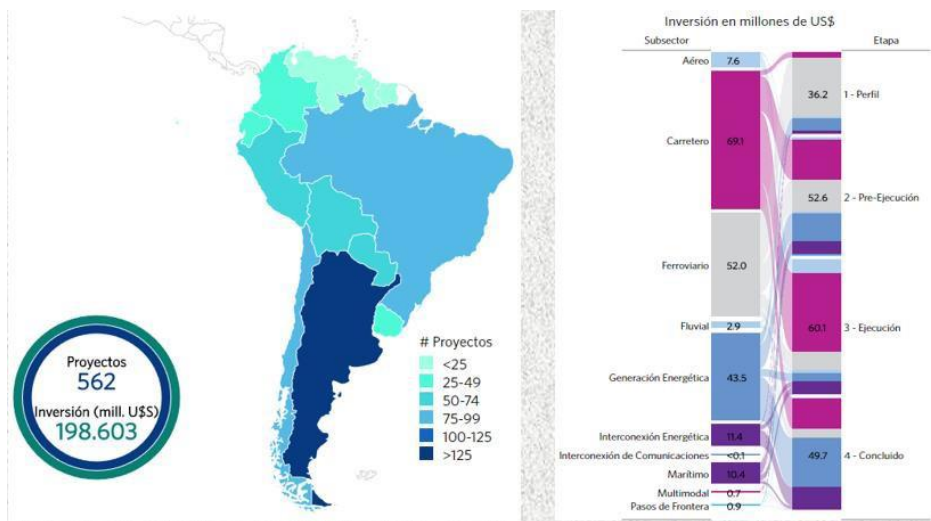 Proyectos
562
Inversión (mill. U$S)
198.603
# Proyectos
<25
25-49
50-74
75-99
100-125
>125
Inversión en millones de US$
Subsector
Etapa
Aéreo
7.6
Carretero
69.1
Ferroviario
52.0
Fluvial
2.9
Generación Energética
43.5
Interconexión Energética
11.4
Interconexión de Comunicaciones
<0.1
Marítimo
10.4
Multimodal
0.7
Pasos de Frontera
0.9
36.2
1 - Perfil
52.6
2 - Pre-Ejecución
60.1
3 - Ejecución
49.7
4 - Concluido